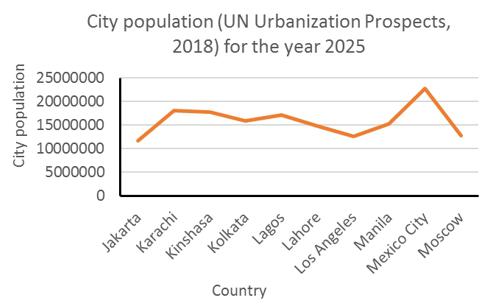 City population (UN Urbanization Prospects,
2018) for the year 2025
City population
25000000
20000000
15000000
10000000
5000000
0
Jakarta
Karachi
Kinshasa
Kolkata
Lagos
Lahore
Los Angeles
Manila
Mexico City
Moscow
Country